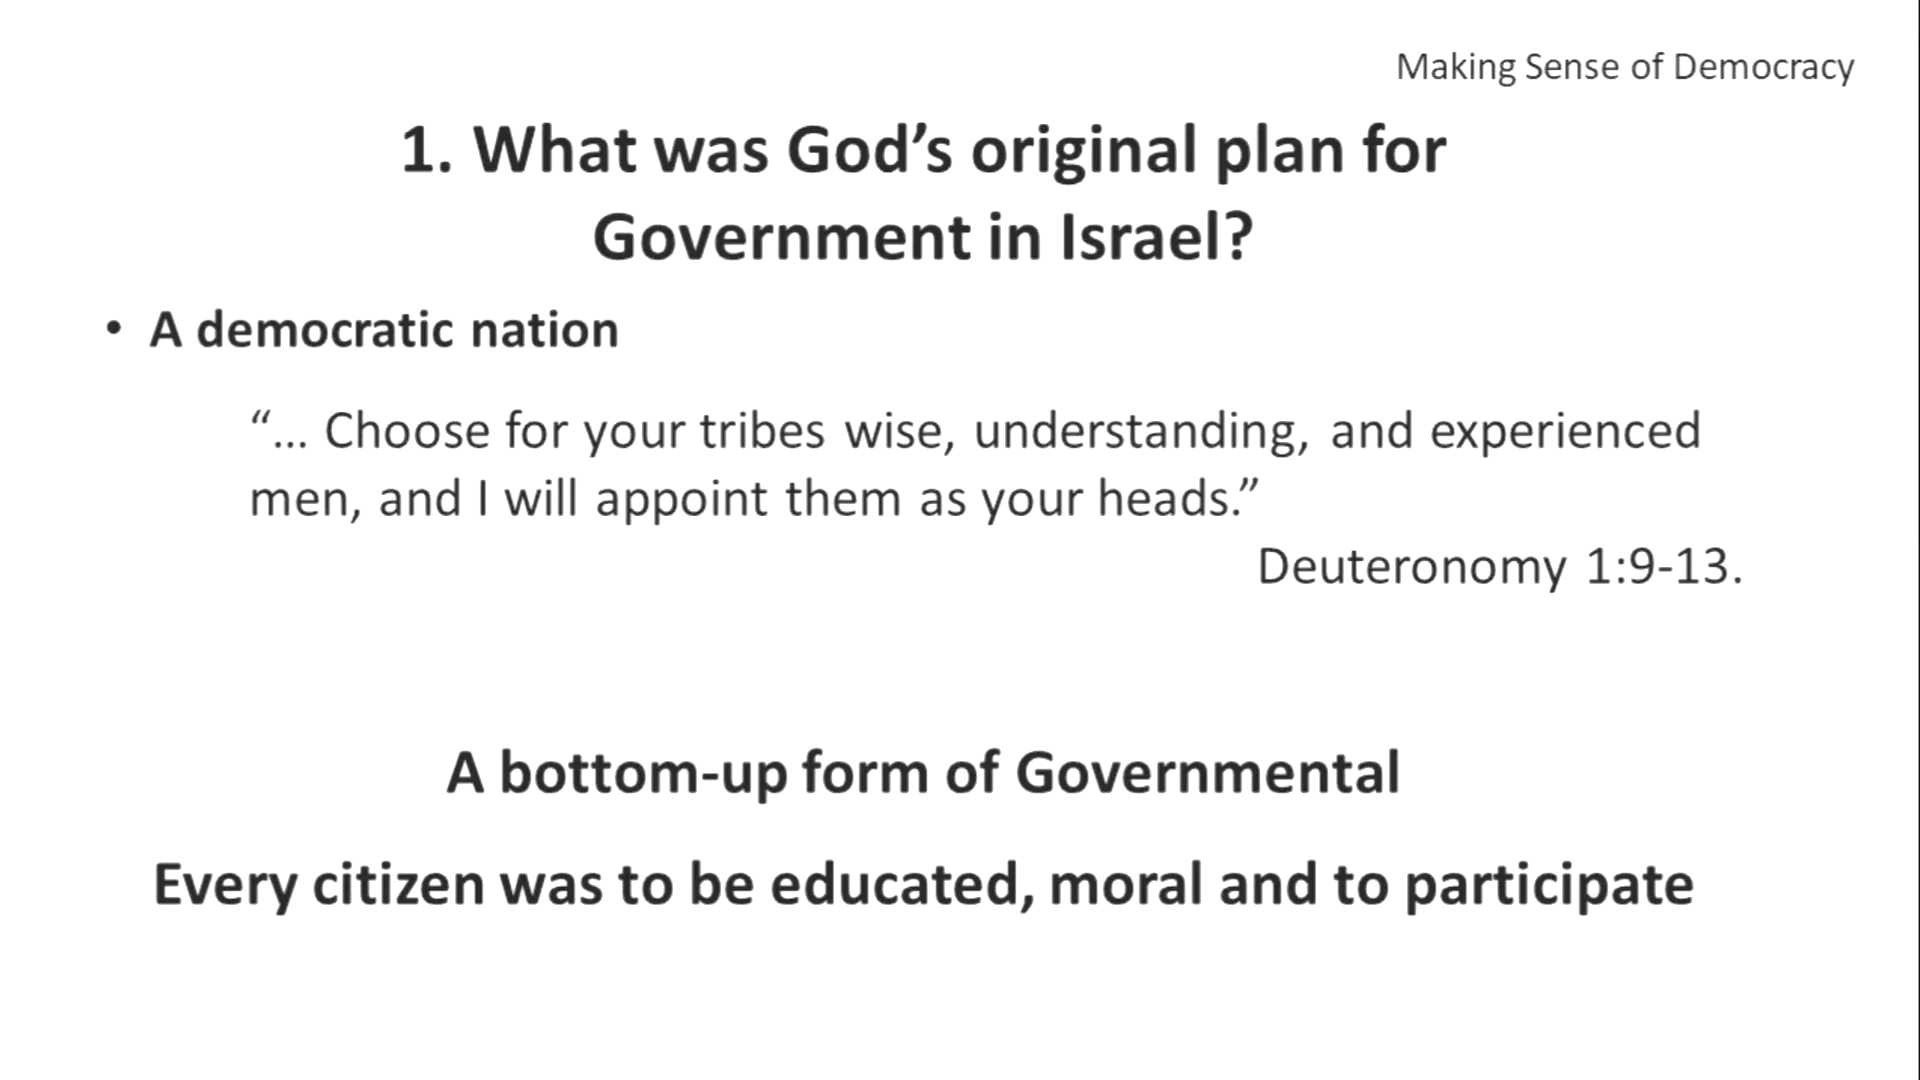 Making Sense of Democracy
1. What was God’s original plan for
Government in Israel?
• A democratic nation
“… Choose for your tribes wise, understanding, and experienced
men, and I will appoint them as your heads.”
Deuteronomy 1:9-13.
A bottom-up form of Governmental
Every citizen was to be educated, moral and to participate